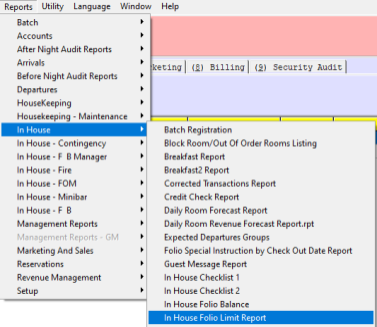 Reports Utility Language Window Help
Batch
Accounts
After Night Audit Reports
Arrivals
Before Night Audit Reports
Departures
HouseKeeping
Housekeeping - Maintenance
In House
In House - Contingency
In House - F B Manager
In House - Fire
In House - FOM
In House - Minibar
In House - F B
Management Reports
Management Reports - GM
Marketing And Sales
Reservations
Revenue Management
Setup
keting (8) Billing (9) Security Audit
Batch Registration
Block Room/Out Of Order Rooms Listing
Breakfast Report
Breakfast2 Report
Corrected Transactions Report
Credit Check Report
Daily Room Forecast Report
Daily Room Revenue Forecast Report.rpt
Expected Departures Groups
Folio Special Instruction by Check Out Date Report
Guest Message Report
In House Checklist 1
In House Checklist 2
In House Folio Balance
In House Folio Limit Report